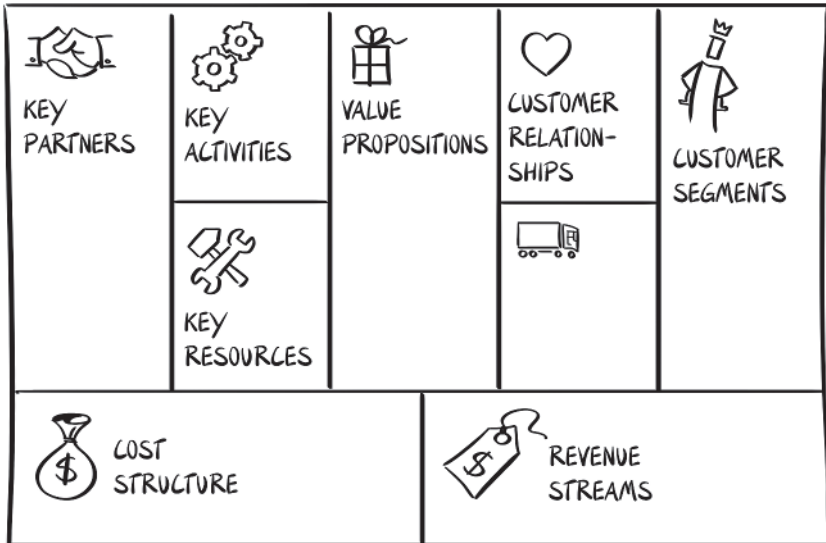 KEY
PARTNERS
KEY
ACTIVITIES
KEY
RESOURCES
VALUE
PROPOSITIONS
CUSTOMER
RELATION-
SHIPS
CUSTOMER
SEGMENTS
$
COST
STRUCTURE
$
REVENUE
STREAMS